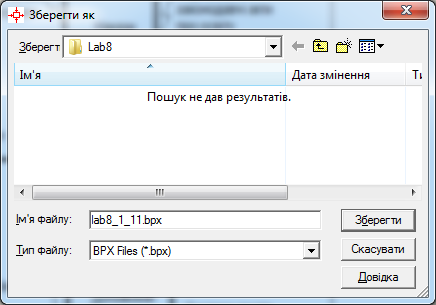 Зберегти як
Зберегт Lab8
Ім'я Дата змінення Ти
Пошук не дав результатів.
Ім'я файлу: lab8_1_11.bpx Зберегти
Тип файлу: BPX Files (*.bpx) Скасувати
Довідка